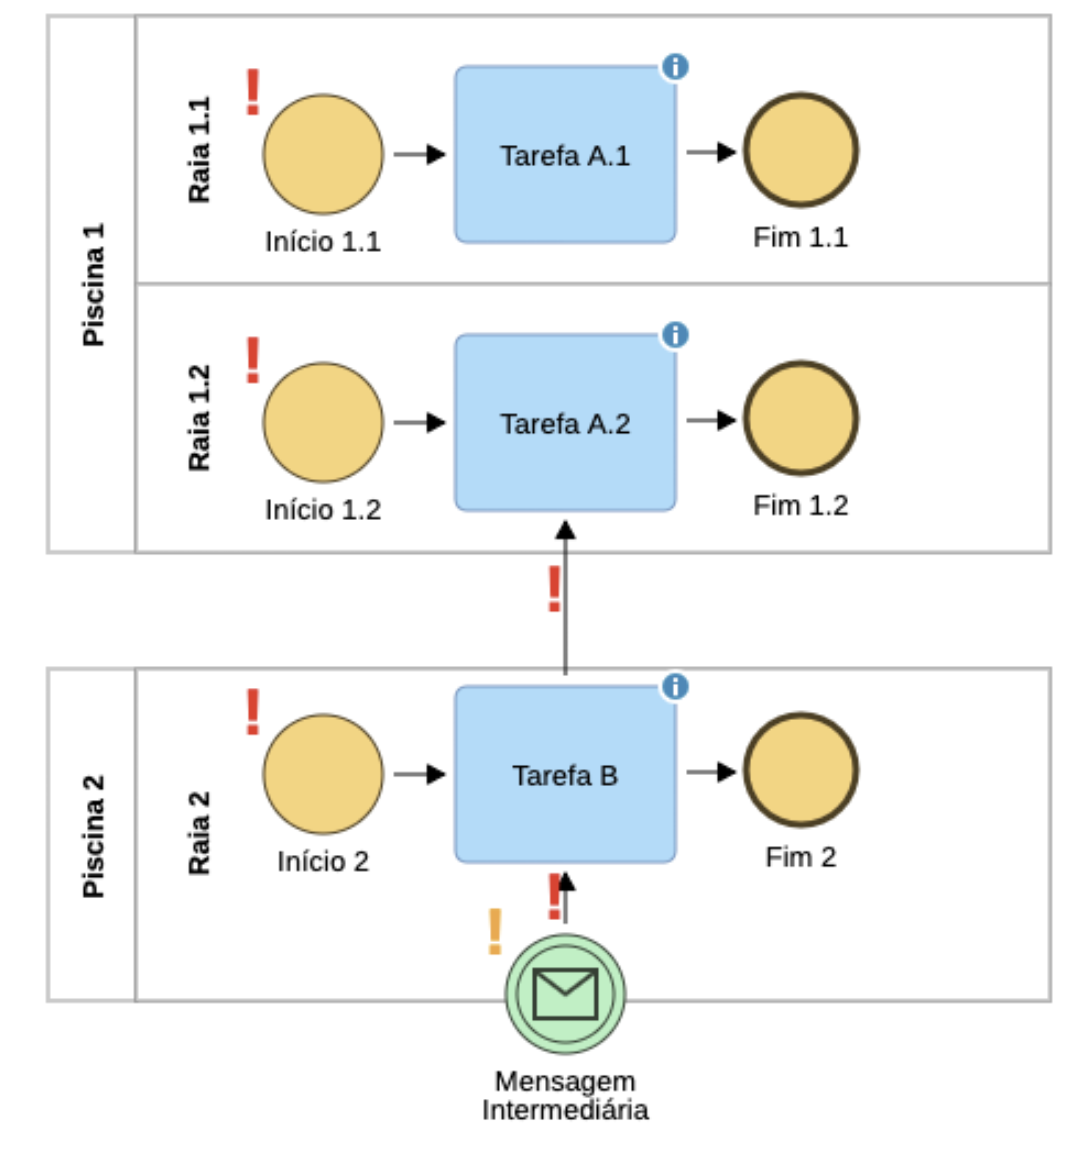 Piscina 1
Raia 1.1
!
Início 1.1
Tarefa A.1
i
Fim 1.1
Raia 1.2
!
Início 1.2
Tarefa A.2
i
Fim 1.2
!
Piscina 2
Raia 2
!
Início 2
Tarefa B
i
Fim 2
!
!
Mensagem
Intermediária